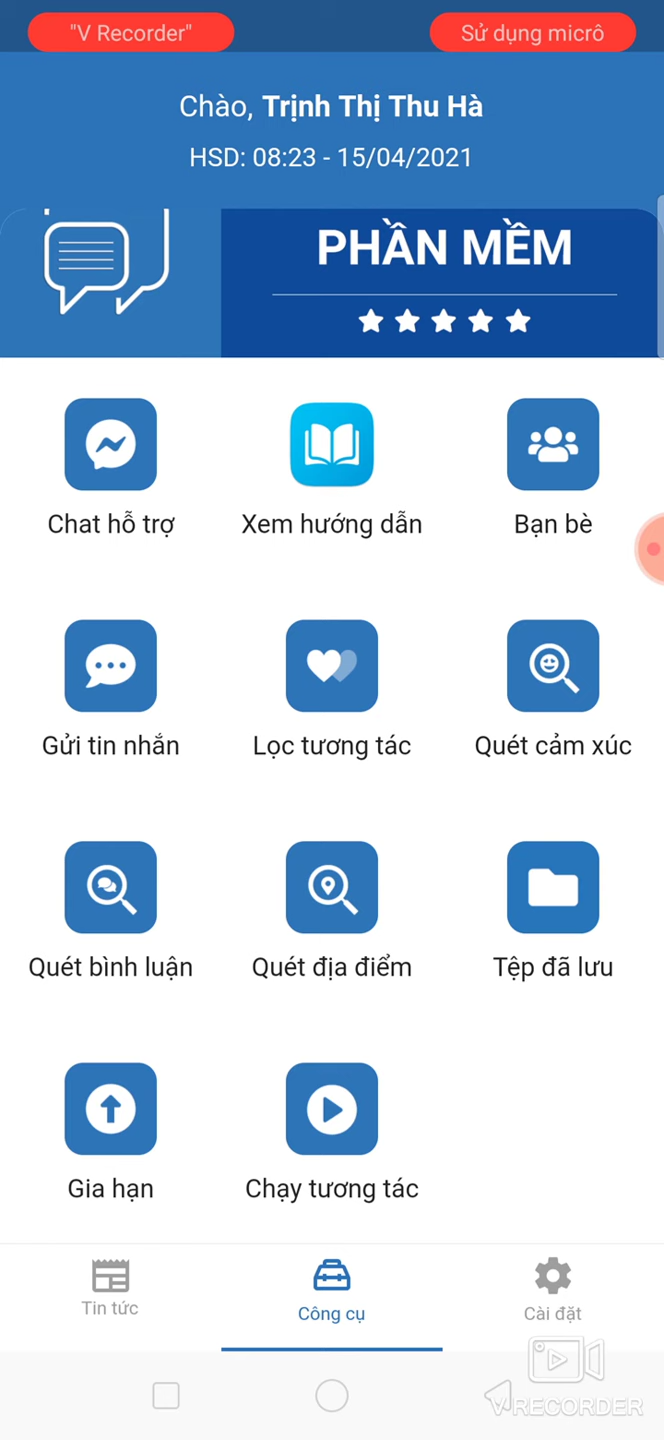 "V Recorder"
Sử dụng micrô
Chào, Trịnh Thị Thu Hà
HSD: 08:23 - 15/04/2021
PHẦN MỀM
Chat hỗ trợ
Xem hướng dẫn
Bạn bè
Gửi tin nhắn
Lọc tương tác
Quét cảm xúc
Quét bình luận
Quét địa điểm
Tệp đã lưu
Gia hạn
Chạy tương tác
Tin tức
Công cụ
Cài đặt
V RECORDER